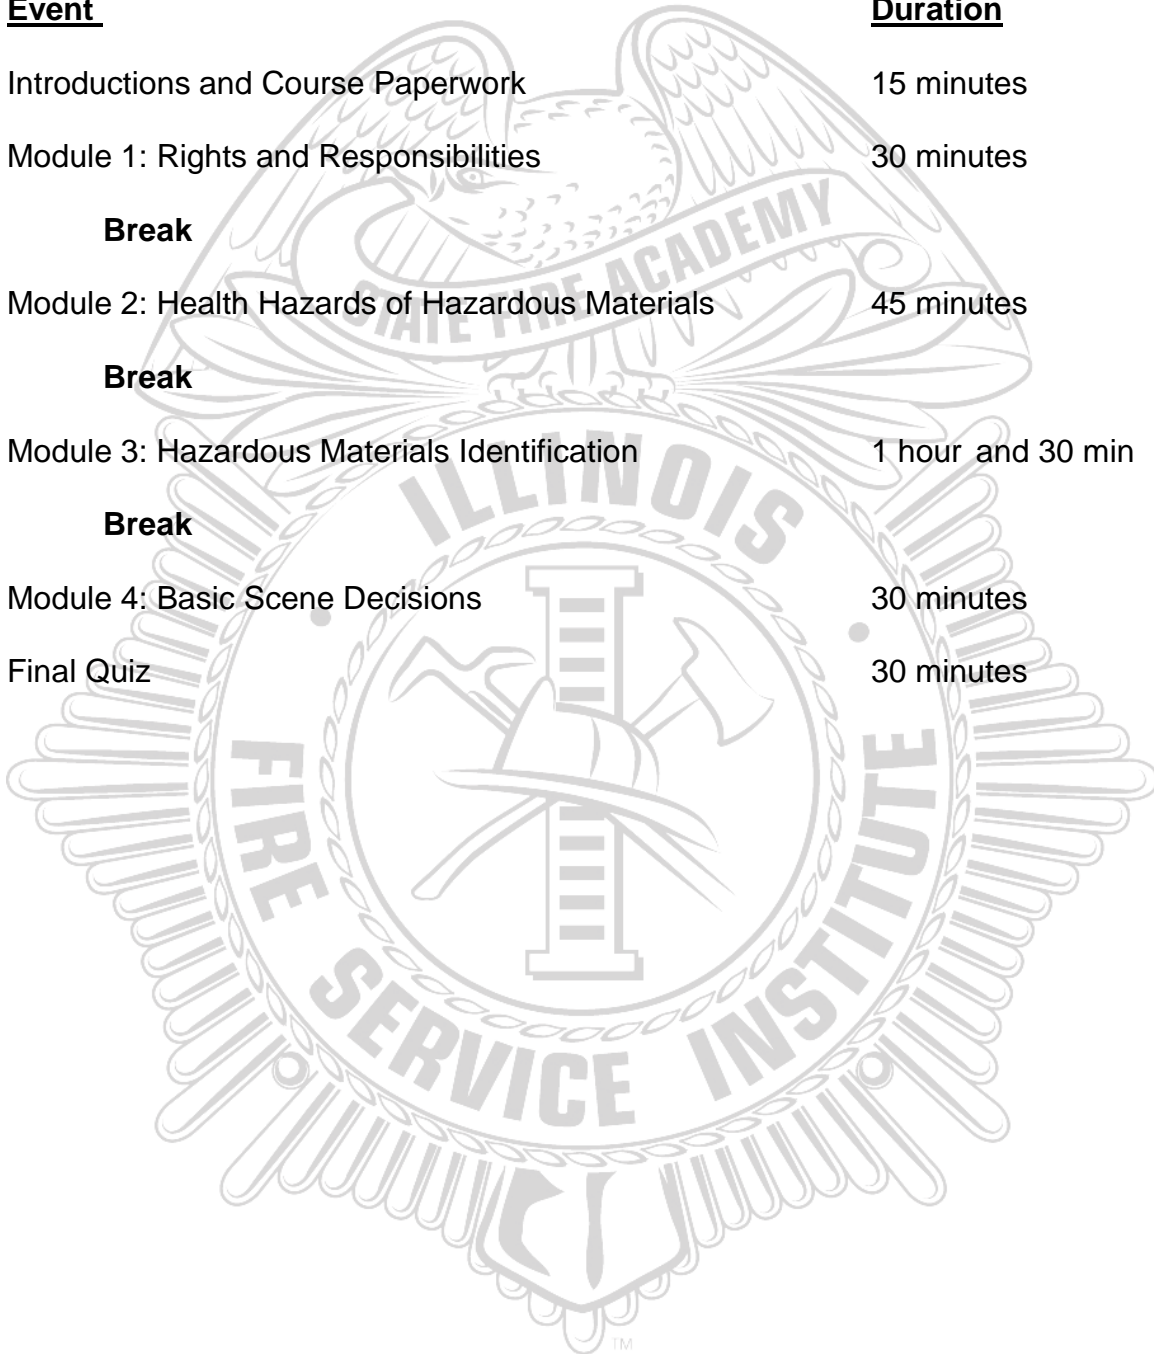 Event Duration
Introductions and Course Paperwork 15 minutes
Module 1: Rights and Responsibilities 30 minutes
Break
Module 2: Health Hazards of Hazardous Materials 45 minutes
Break
Module 3: Hazardous Materials Identification 1 hour and 30 min
Break
Module 4: Basic Scene Decisions 30 minutes
Final Quiz 30 minutes
STATE FIRE ACADEMY
ILLINOIS
FIRE SERVICE INSTITUTE
TM